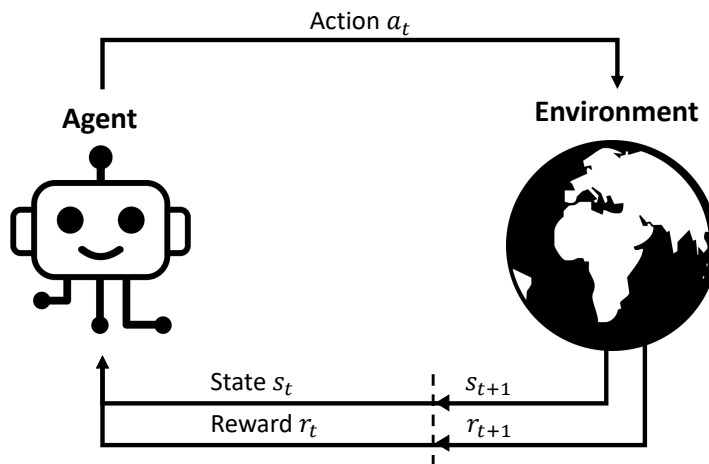 Action a_t
Agent
Environment
State s_t
s_{t+1}
Reward r_t
r_{t+1}